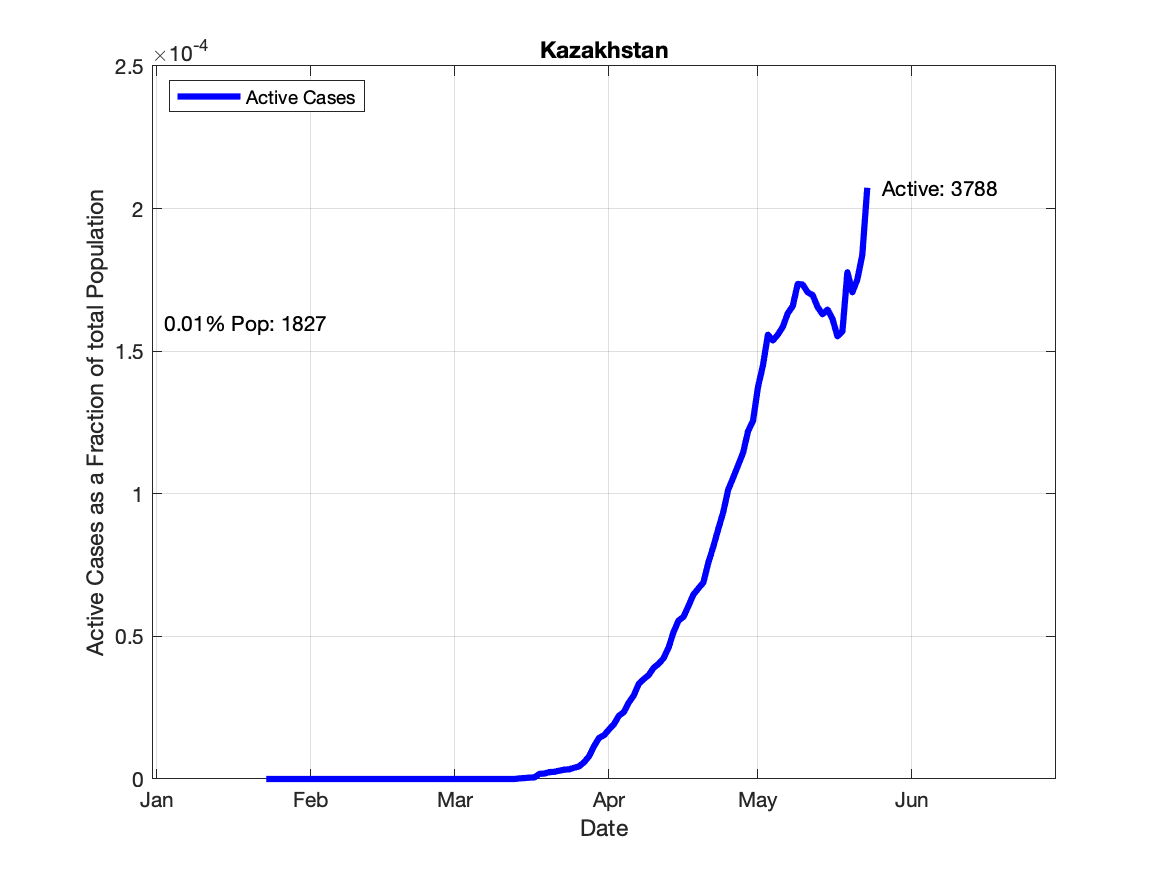 Kazakhstan
×10-4
2.5
2
1.5
1
0.5
0
Active Cases as a Fraction of total Population
Active Cases
Active: 3788
0.01% Pop: 1827
Jan Feb Mar Apr May Jun
Date